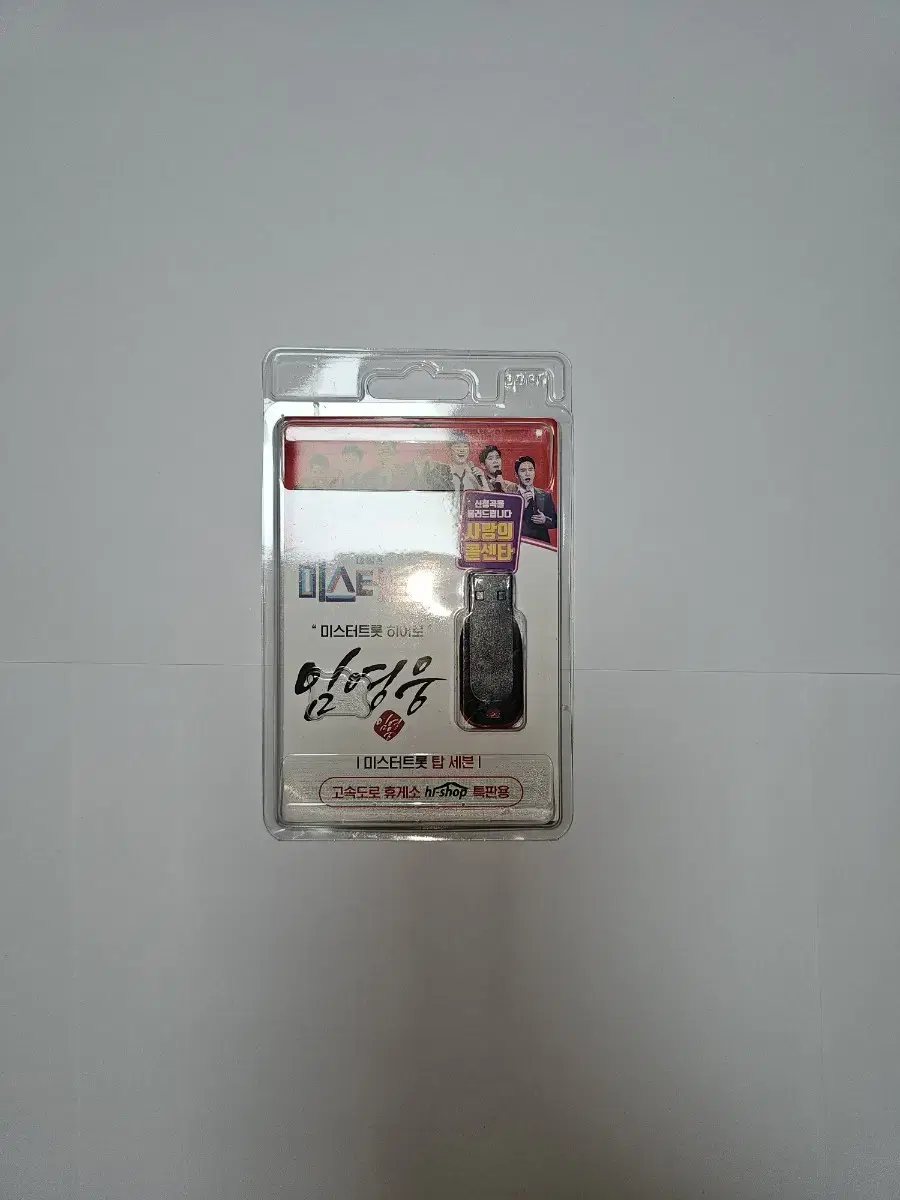 신청곡을
불러드립니다
사랑의
콜센타
미스터
" 미스터트롯 히어로 "
임영웅
| 미스터트롯 탑 세븐 |
고속도로 휴게소 hi-shop 특판용